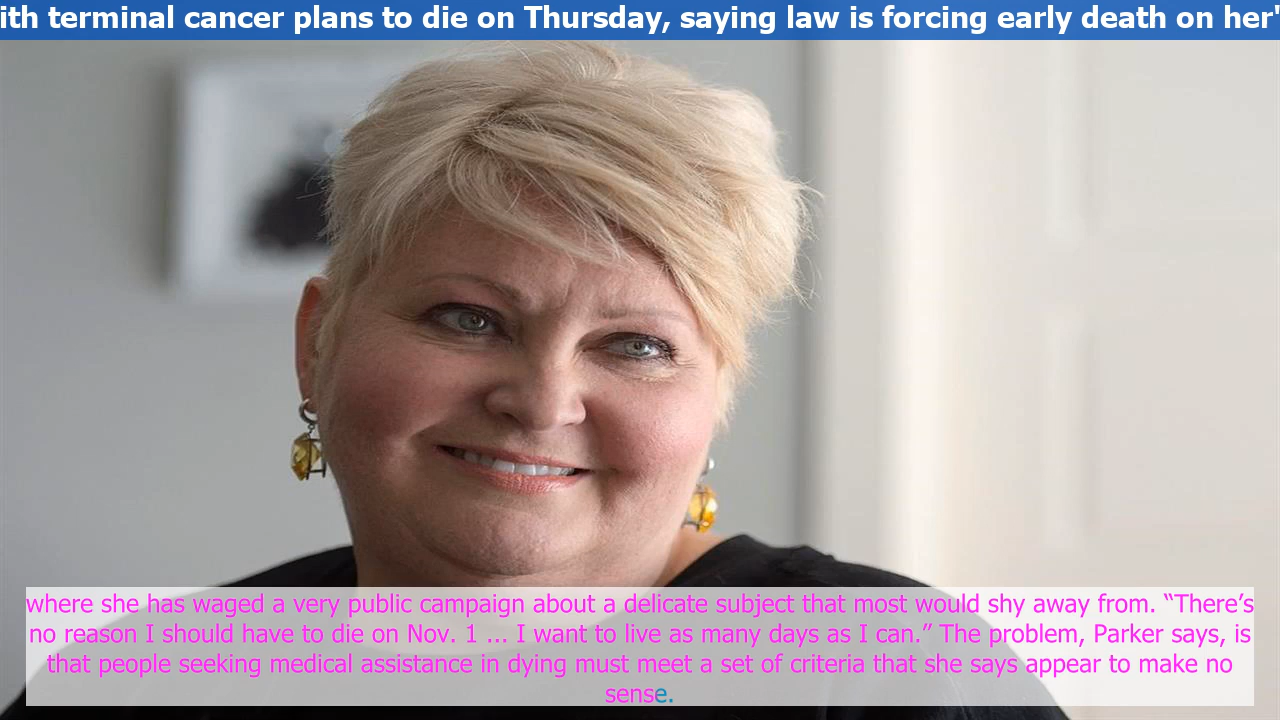 ith terminal cancer plans to die on Thursday, saying law is forcing early death on her'
where she has waged a very public campaign about a delicate subject that most would shy away from. “There’s
no reason I should have to die on Nov. 1 ... I want to live as many days as I can.” The problem, Parker says, is
that people seeking medical assistance in dying must meet a set of criteria that she says appear to make no
sense.